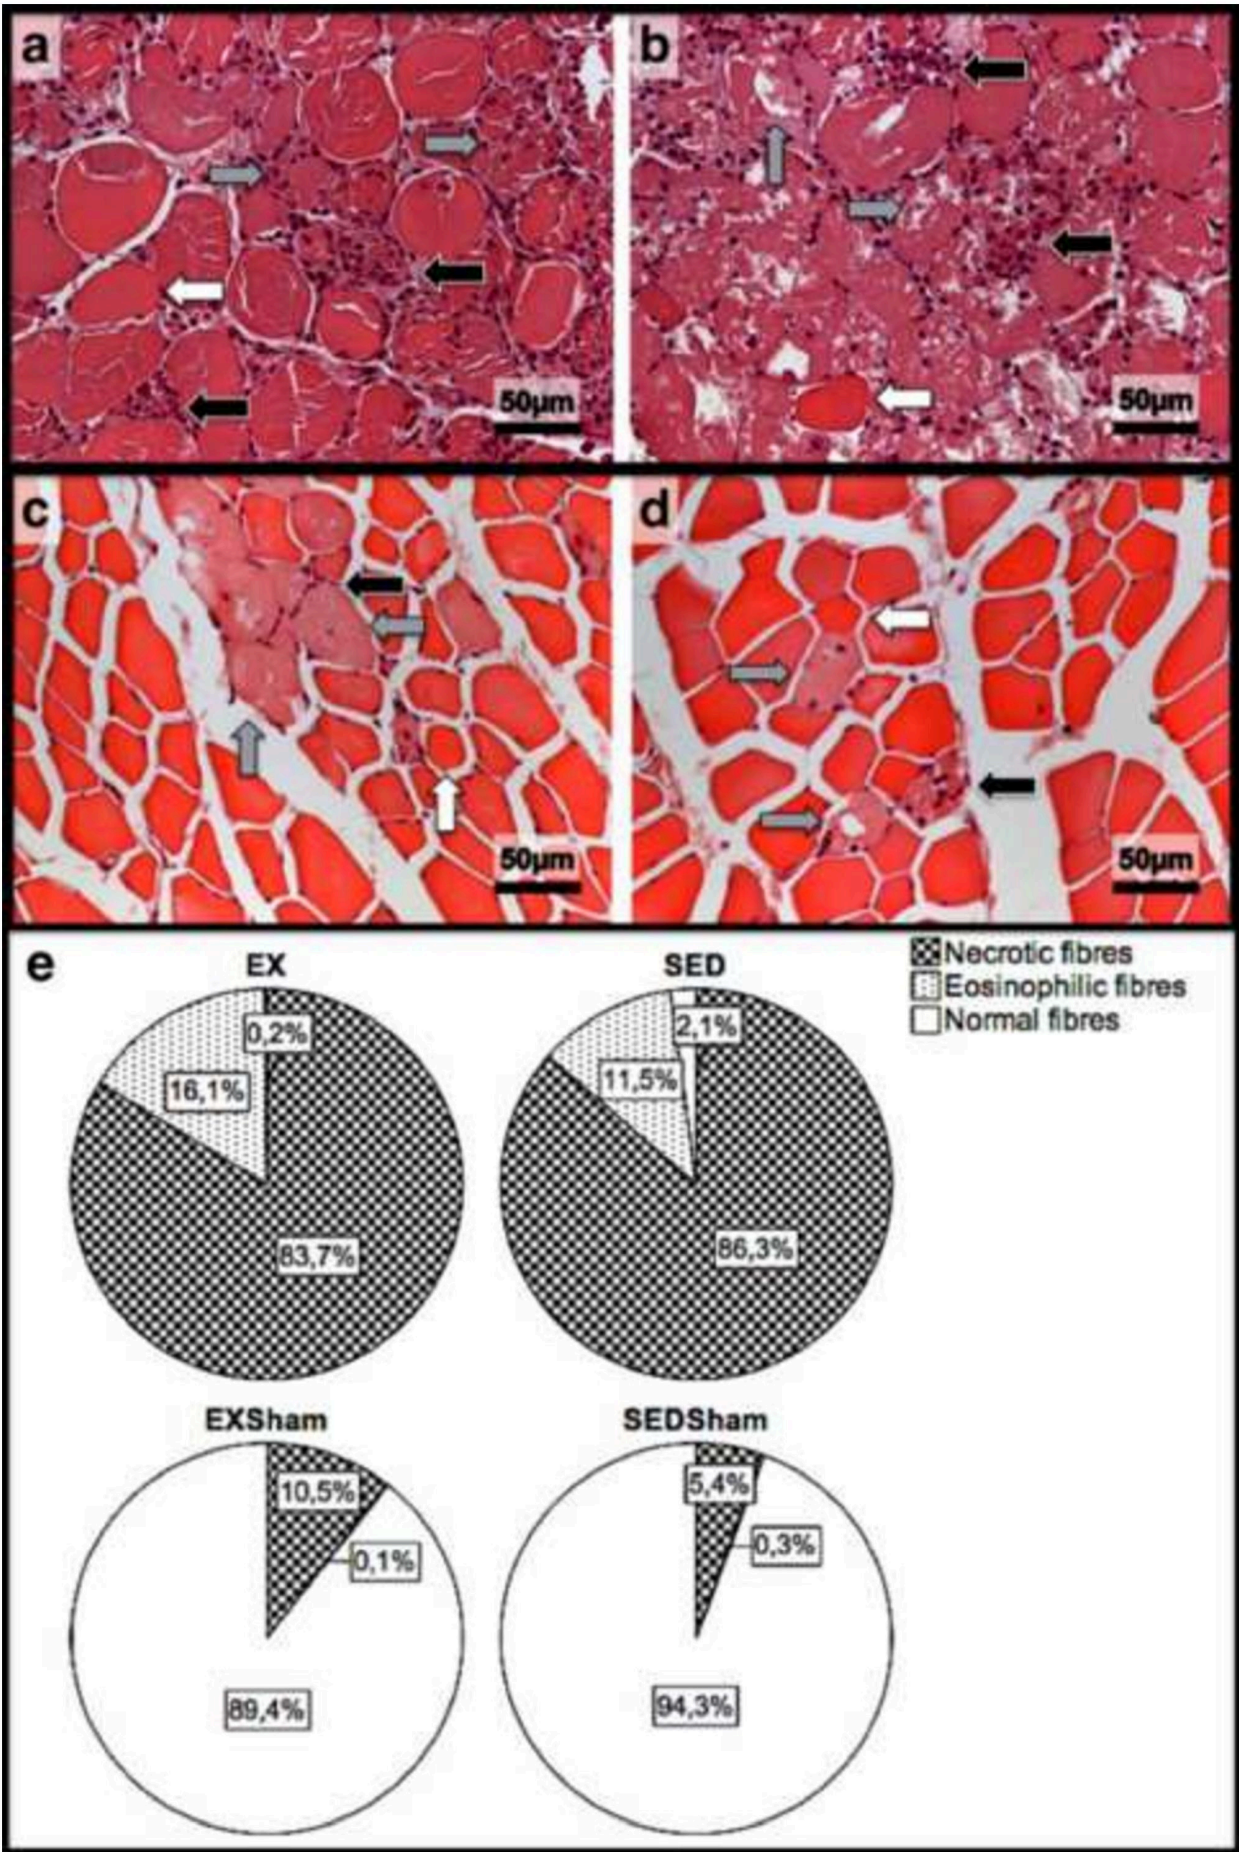 a
b
50µm
50µm
c
d
50µm
50µm
e
EX
SED
Necrotic fibres
Eosinophilic fibres
Normal fibres
0,2%
2,1%
16,1%
11,5%
83,7%
86,3%
EXSham
SEDSham
10,5%
5,4%
0,1%
0,3%
89,4%
94,3%